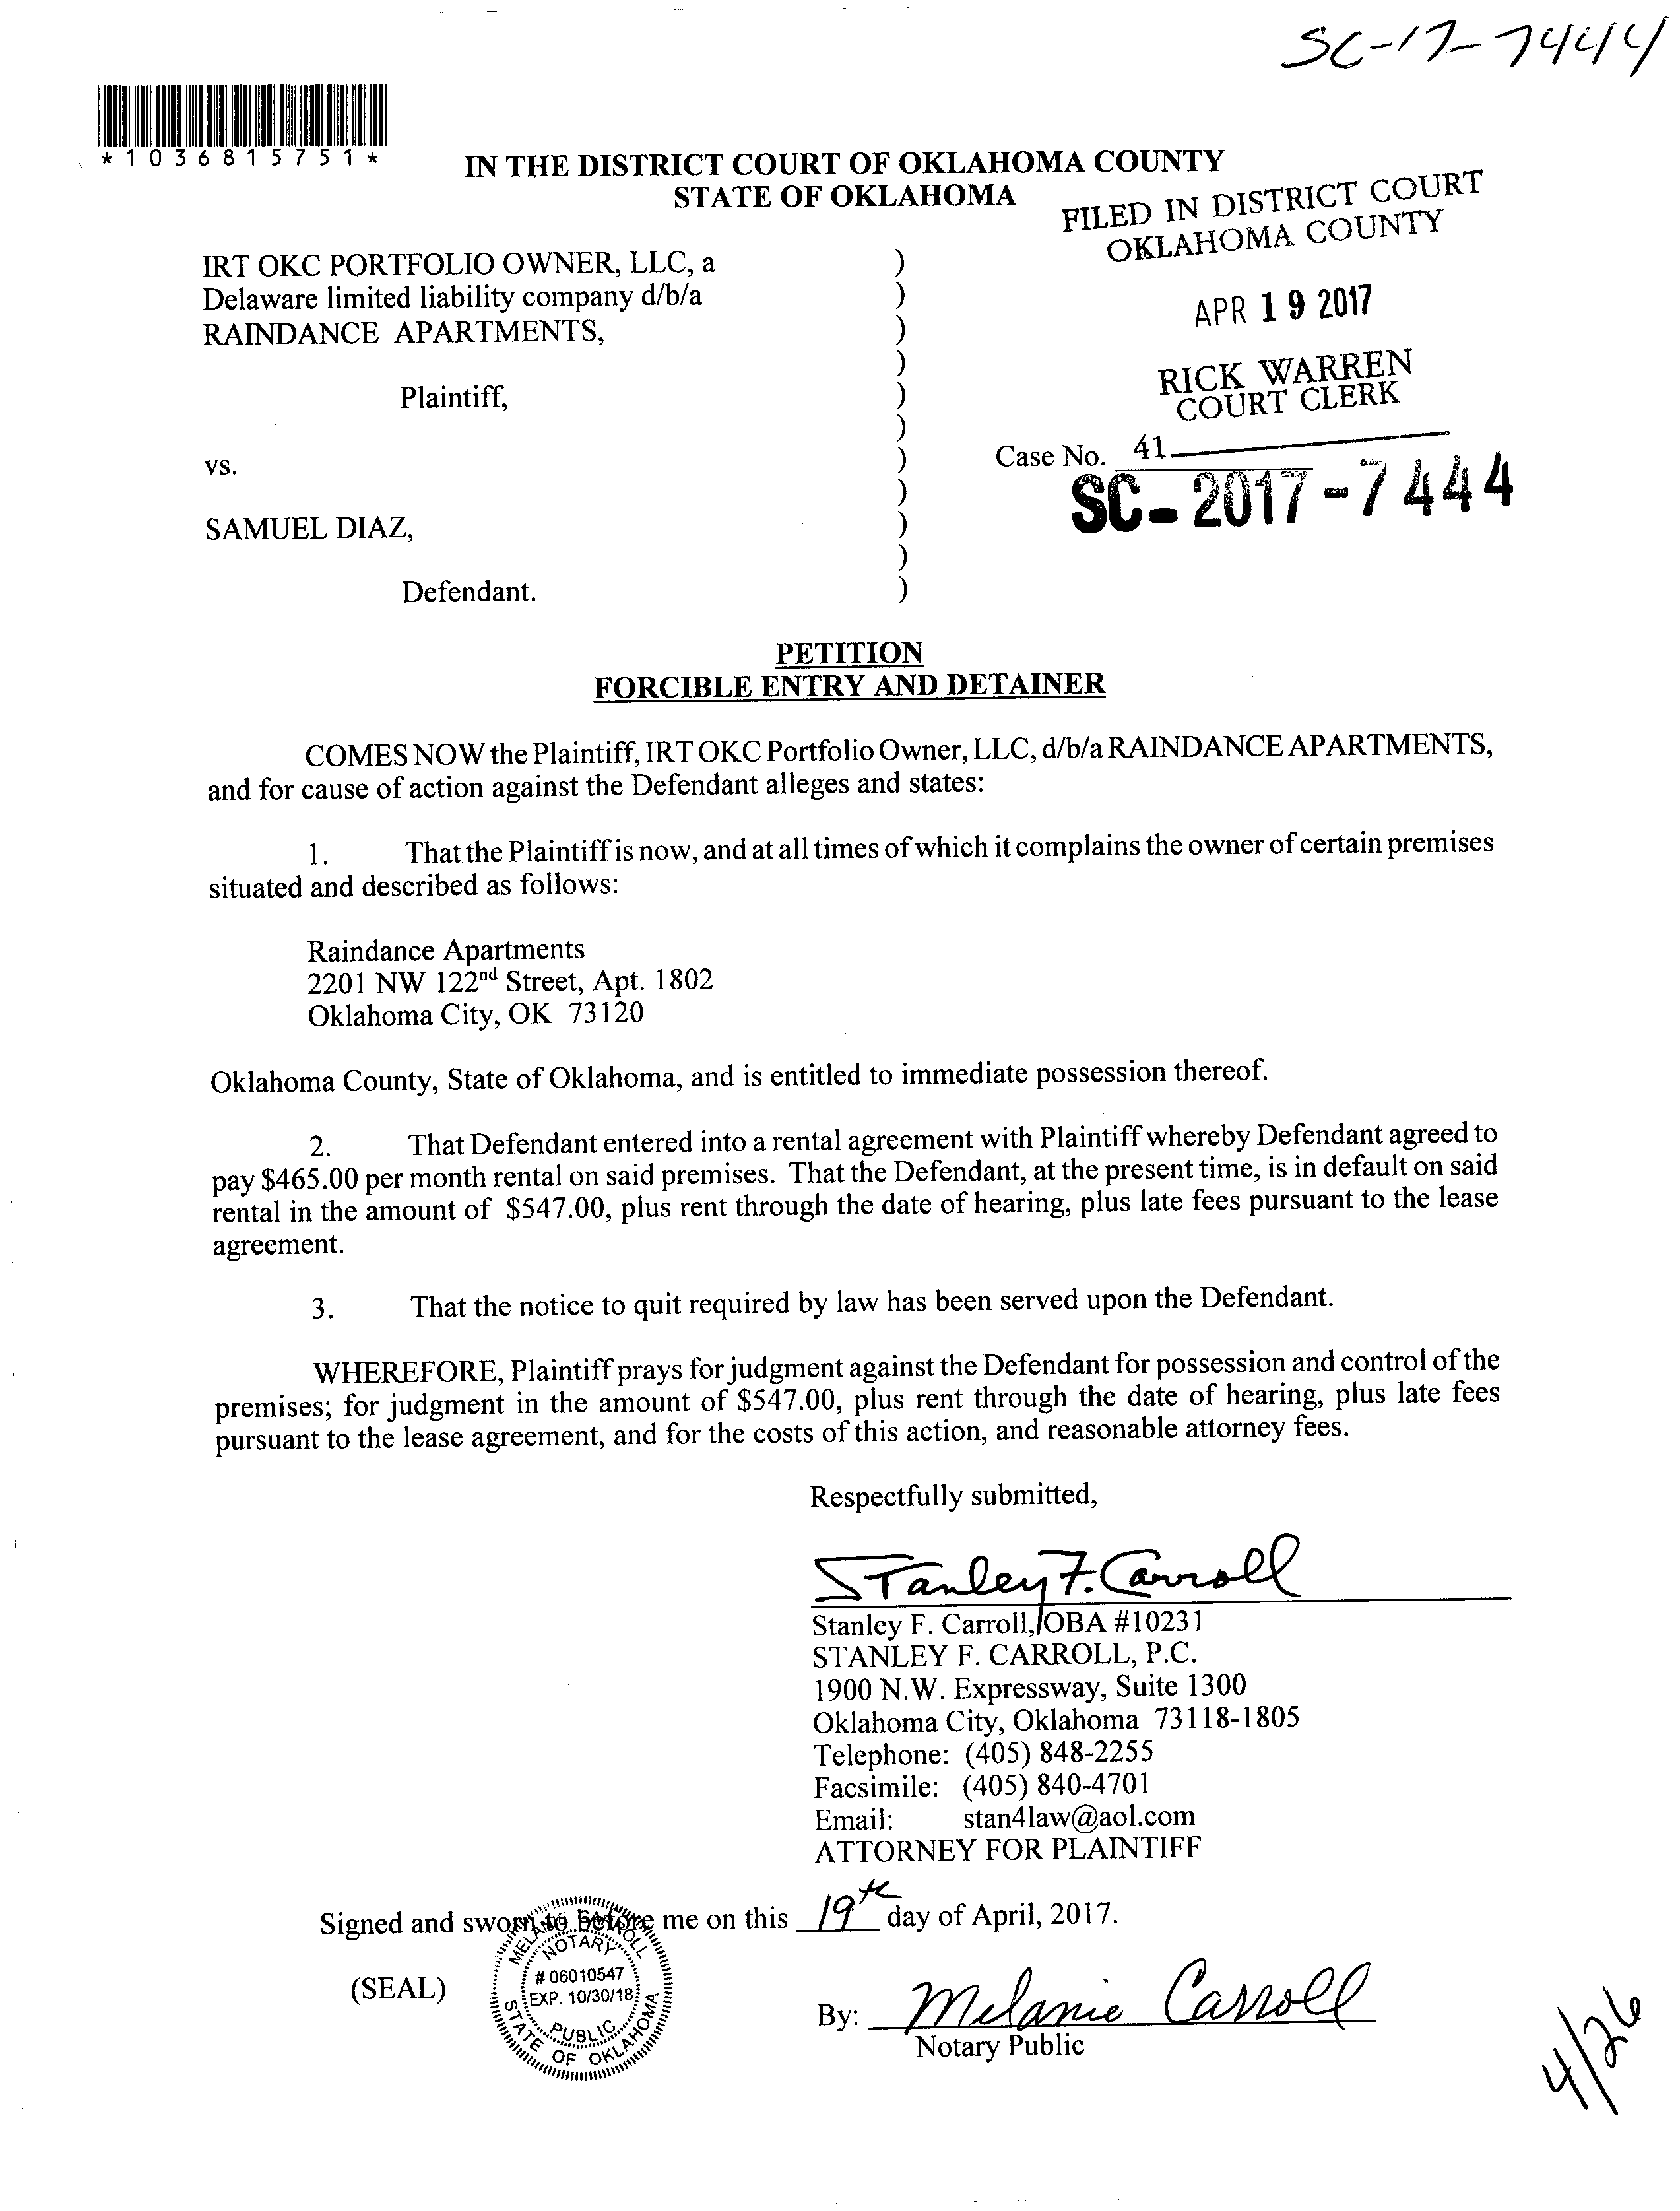 SC-17-7444
*1036815751*
IN THE DISTRICT COURT OF OKLAHOMA COUNTY
STATE OF OKLAHOMA
FILED IN DISTRICT COURT
OKLAHOMA COUNTY
APR 19 2017
RICK WARREN
COURT CLERK
41
IRT OKC PORTFOLIO OWNER, LLC, a )
Delaware limited liability company d/b/a )
RAINDANCE APARTMENTS, )
)
Plaintiff, )
)
vs. ) Case No.
SC-2017-7444
)
SAMUEL DIAZ, )
)
Defendant. )
PETITION
FORCIBLE ENTRY AND DETAINER
COMES NOW the Plaintiff, IRT OKC Portfolio Owner, LLC, d/b/a RAINDANCE APARTMENTS,
and for cause of action against the Defendant alleges and states:
1. That the Plaintiff is now, and at all times of which it complains the owner of certain premises
situated and described as follows:
Raindance Apartments
2201 NW 122nd Street, Apt. 1802
Oklahoma City, OK 73120
Oklahoma County, State of Oklahoma, and is entitled to immediate possession thereof.
2. That Defendant entered into a rental agreement with Plaintiff whereby Defendant agreed to
pay $465.00 per month rental on said premises. That the Defendant, at the present time, is in default on said
rental in the amount of $547.00, plus rent through the date of hearing, plus late fees pursuant to the lease
agreement.
3. That the notice to quit required by law has been served upon the Defendant.
WHEREFORE, Plaintiff prays for judgment against the Defendant for possession and control of the
premises; for judgment in the amount of $547.00, plus rent through the date of hearing, plus late fees
pursuant to the lease agreement, and for the costs of this action, and reasonable attorney fees.
Respectfully submitted,
Stanley F. Carroll
Stanley F. Carroll, OBA #10231
STANLEY F. CARROLL, P.C.
1900 N.W. Expressway, Suite 1300
Oklahoma City, Oklahoma 73118-1805
Telephone: (405) 848-2255
Facsimile: (405) 840-4701
Email: stan4law@aol.com
ATTORNEY FOR PLAINTIFF
Signed and sworn to before me on this 19th day of April, 2017.
(SEAL)
MELANIE CARROLL
NOTARY
# 06010547
EXP. 10/30/18
PUBLIC
STATE OF OKLAHOMA
By: Melanie Carroll
Notary Public
4/26